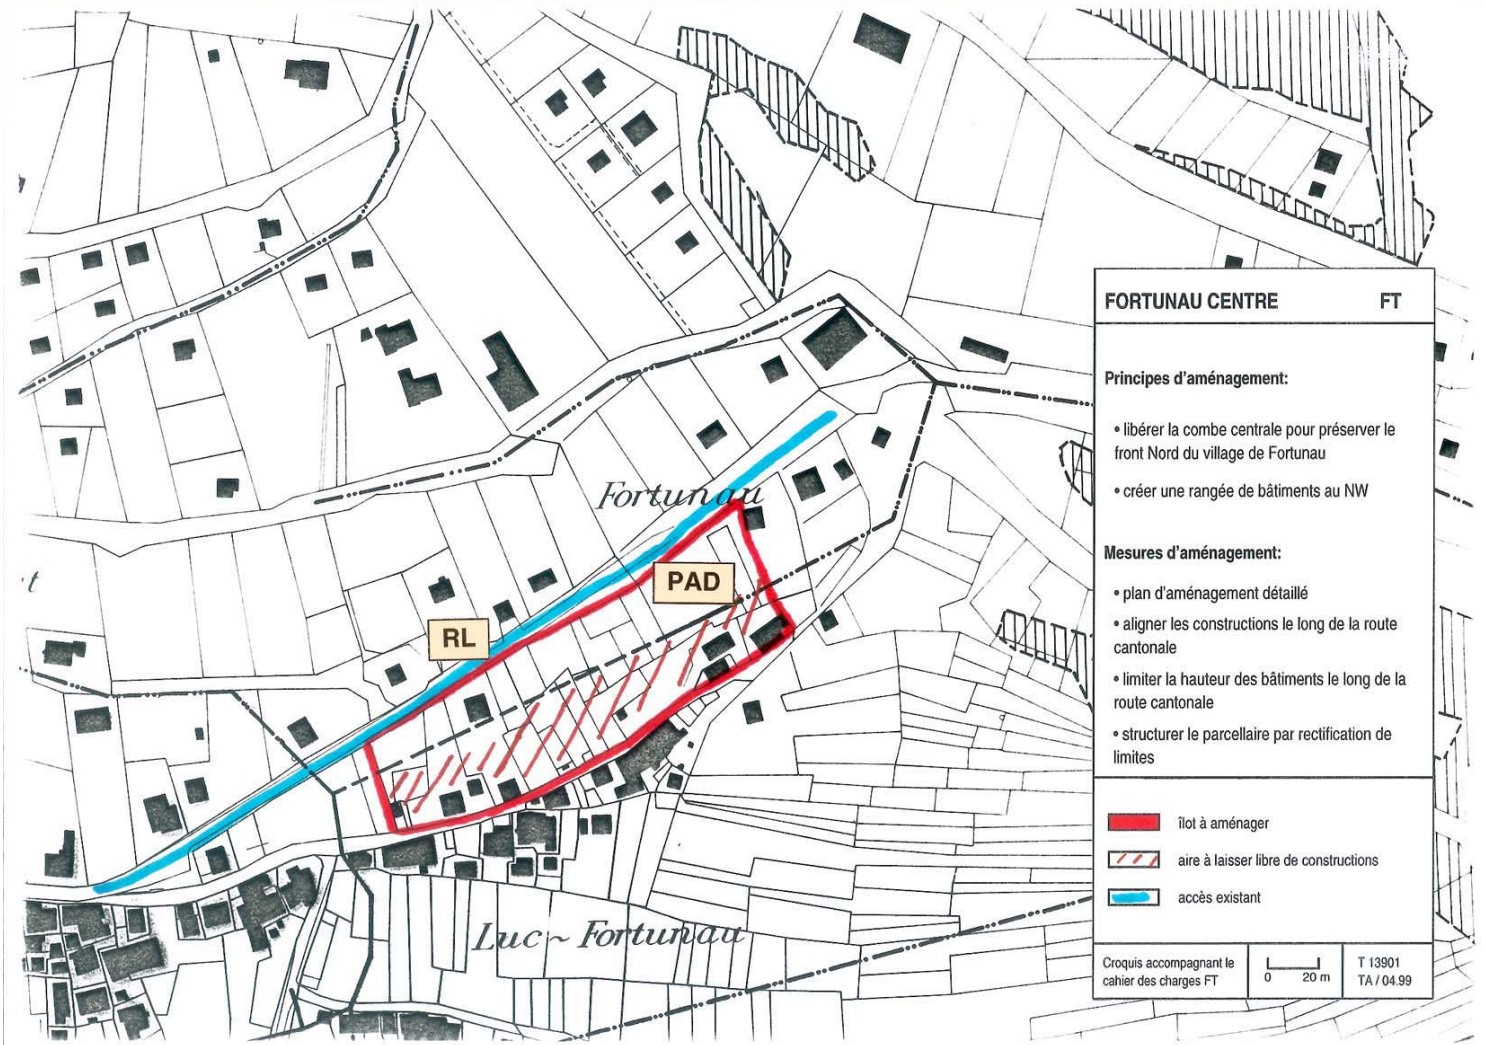 FORTUNAU CENTRE FT
Principes d'aménagement:
• libérer la combe centrale pour préserver le
front Nord du village de Fortunau
• créer une rangée de bâtiments au NW
Mesures d'aménagement:
• plan d'aménagement détaillé
• aligner les constructions le long de la route
cantonale
• limiter la hauteur des bâtiments le long de la
route cantonale
• structurer le parcellaire par rectification de
limites
îlot à aménager
aire à laisser libre de constructions
accès existant
Croquis accompagnant le
cahier des charges FT
0 20 m
T 13901
TA / 04.99
Fortunau
PAD
RL
t
Luc~Fortunau